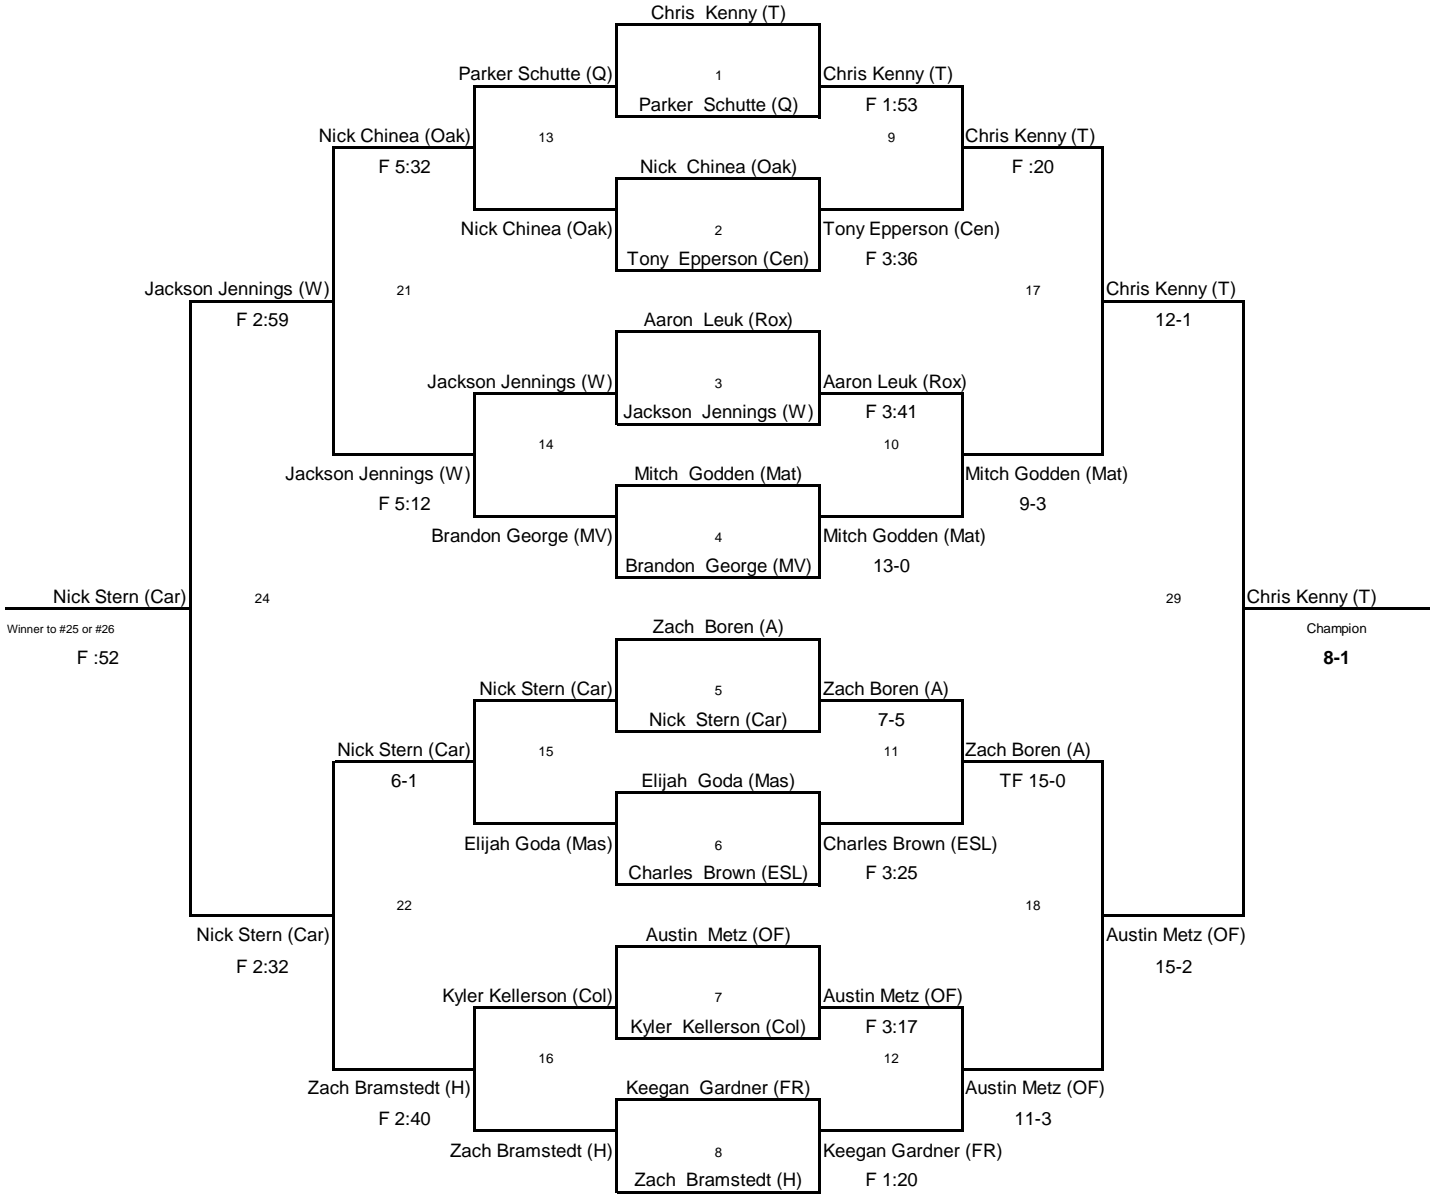 Chris Kenny (T)
Parker Schutte (Q) 1 Chris Kenny (T)
Parker Schutte (Q) F 1:53
Nick Chinea (Oak) 13 9 Chris Kenny (T)
F 5:32 Nick Chinea (Oak) F :20
Nick Chinea (Oak) 2 Tony Epperson (Cen)
Tony Epperson (Cen) F 3:36
Jackson Jennings (W) 21 17 Chris Kenny (T)
F 2:59 Aaron Leuk (Rox) 12-1
Jackson Jennings (W) 3 Aaron Leuk (Rox)
Jackson Jennings (W) F 3:41
14 10
Jackson Jennings (W) Mitch Godden (Mat) Mitch Godden (Mat)
F 5:12 9-3
Brandon George (MV) 4 Mitch Godden (Mat)
Brandon George (MV) 13-0
Nick Stern (Car) 24 29 Chris Kenny (T)
Winner to #25 or #26 Zach Boren (A) Champion
F :52 8-1
Nick Stern (Car) 5 Zach Boren (A)
Nick Stern (Car) 7-5
Nick Stern (Car) 15 11 Zach Boren (A)
6-1 Elijah Goda (Mas) TF 15-0
Elijah Goda (Mas) 6 Charles Brown (ESL)
Charles Brown (ESL) F 3:25
22 18
Nick Stern (Car) Austin Metz (OF) Austin Metz (OF)
F 2:32 15-2
Kyler Kellerson (Col) 7 Austin Metz (OF)
Kyler Kellerson (Col) F 3:17
16 12
Zach Bramstedt (H) Keegan Gardner (FR) Austin Metz (OF)
F 2:40 11-3
Zach Bramstedt (H) 8 Keegan Gardner (FR)
Zach Bramstedt (H) F 1:20